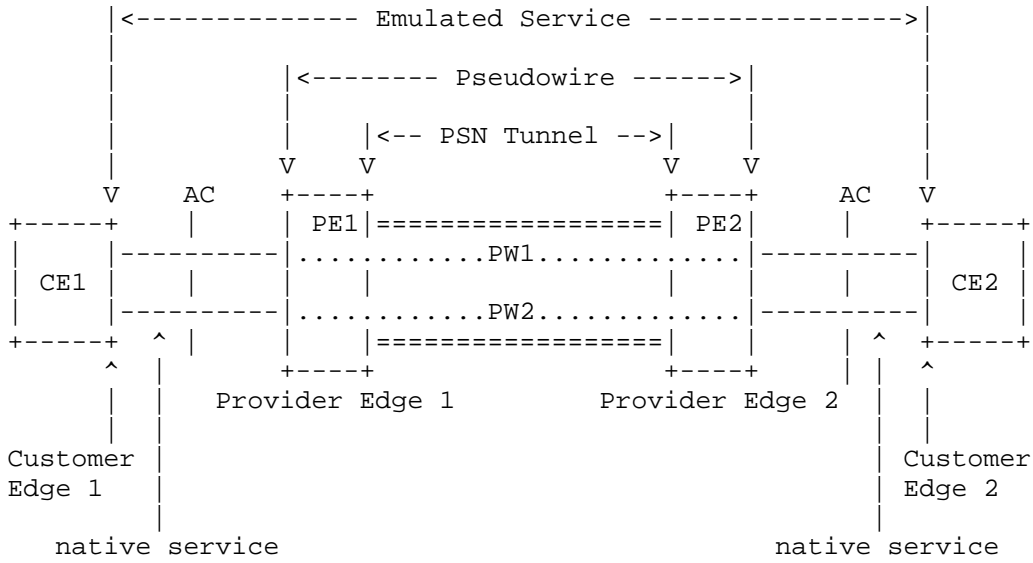 |<-------------- Emulated Service ---------------->|
|<-------- Pseudowire ------>|
|<-- PSN Tunnel -->|
V V V V
V AC +----+ +----+ AC V
+-----+ | | PE1|==================| PE2| | +-----+
| |----------|............PW1.............|----------| |
| CE1 | | | | | | | | CE2 |
| |----------|............PW2.............|----------| |
+-----+ ^ | | |==================| | | ^ +-----+
^ | +----+ +----+ | | ^
| | Provider Edge 1 Provider Edge 2 | |
Customer | | Customer
Edge 1 | | Edge 2
native service native service